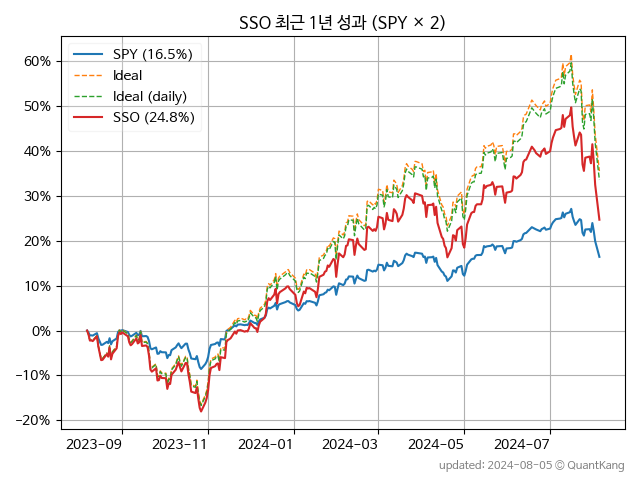 SSO 최근 1년 성과 (SPY × 2)
SPY (16.5%)
Ideal
Ideal (daily)
SSO (24.8%)
60%
50%
40%
30%
20%
10%
0%
−10%
−20%
2023-09 2023-11 2024-01 2024-03 2024-05 2024-07
updated: 2024-08-05 © QuantKang